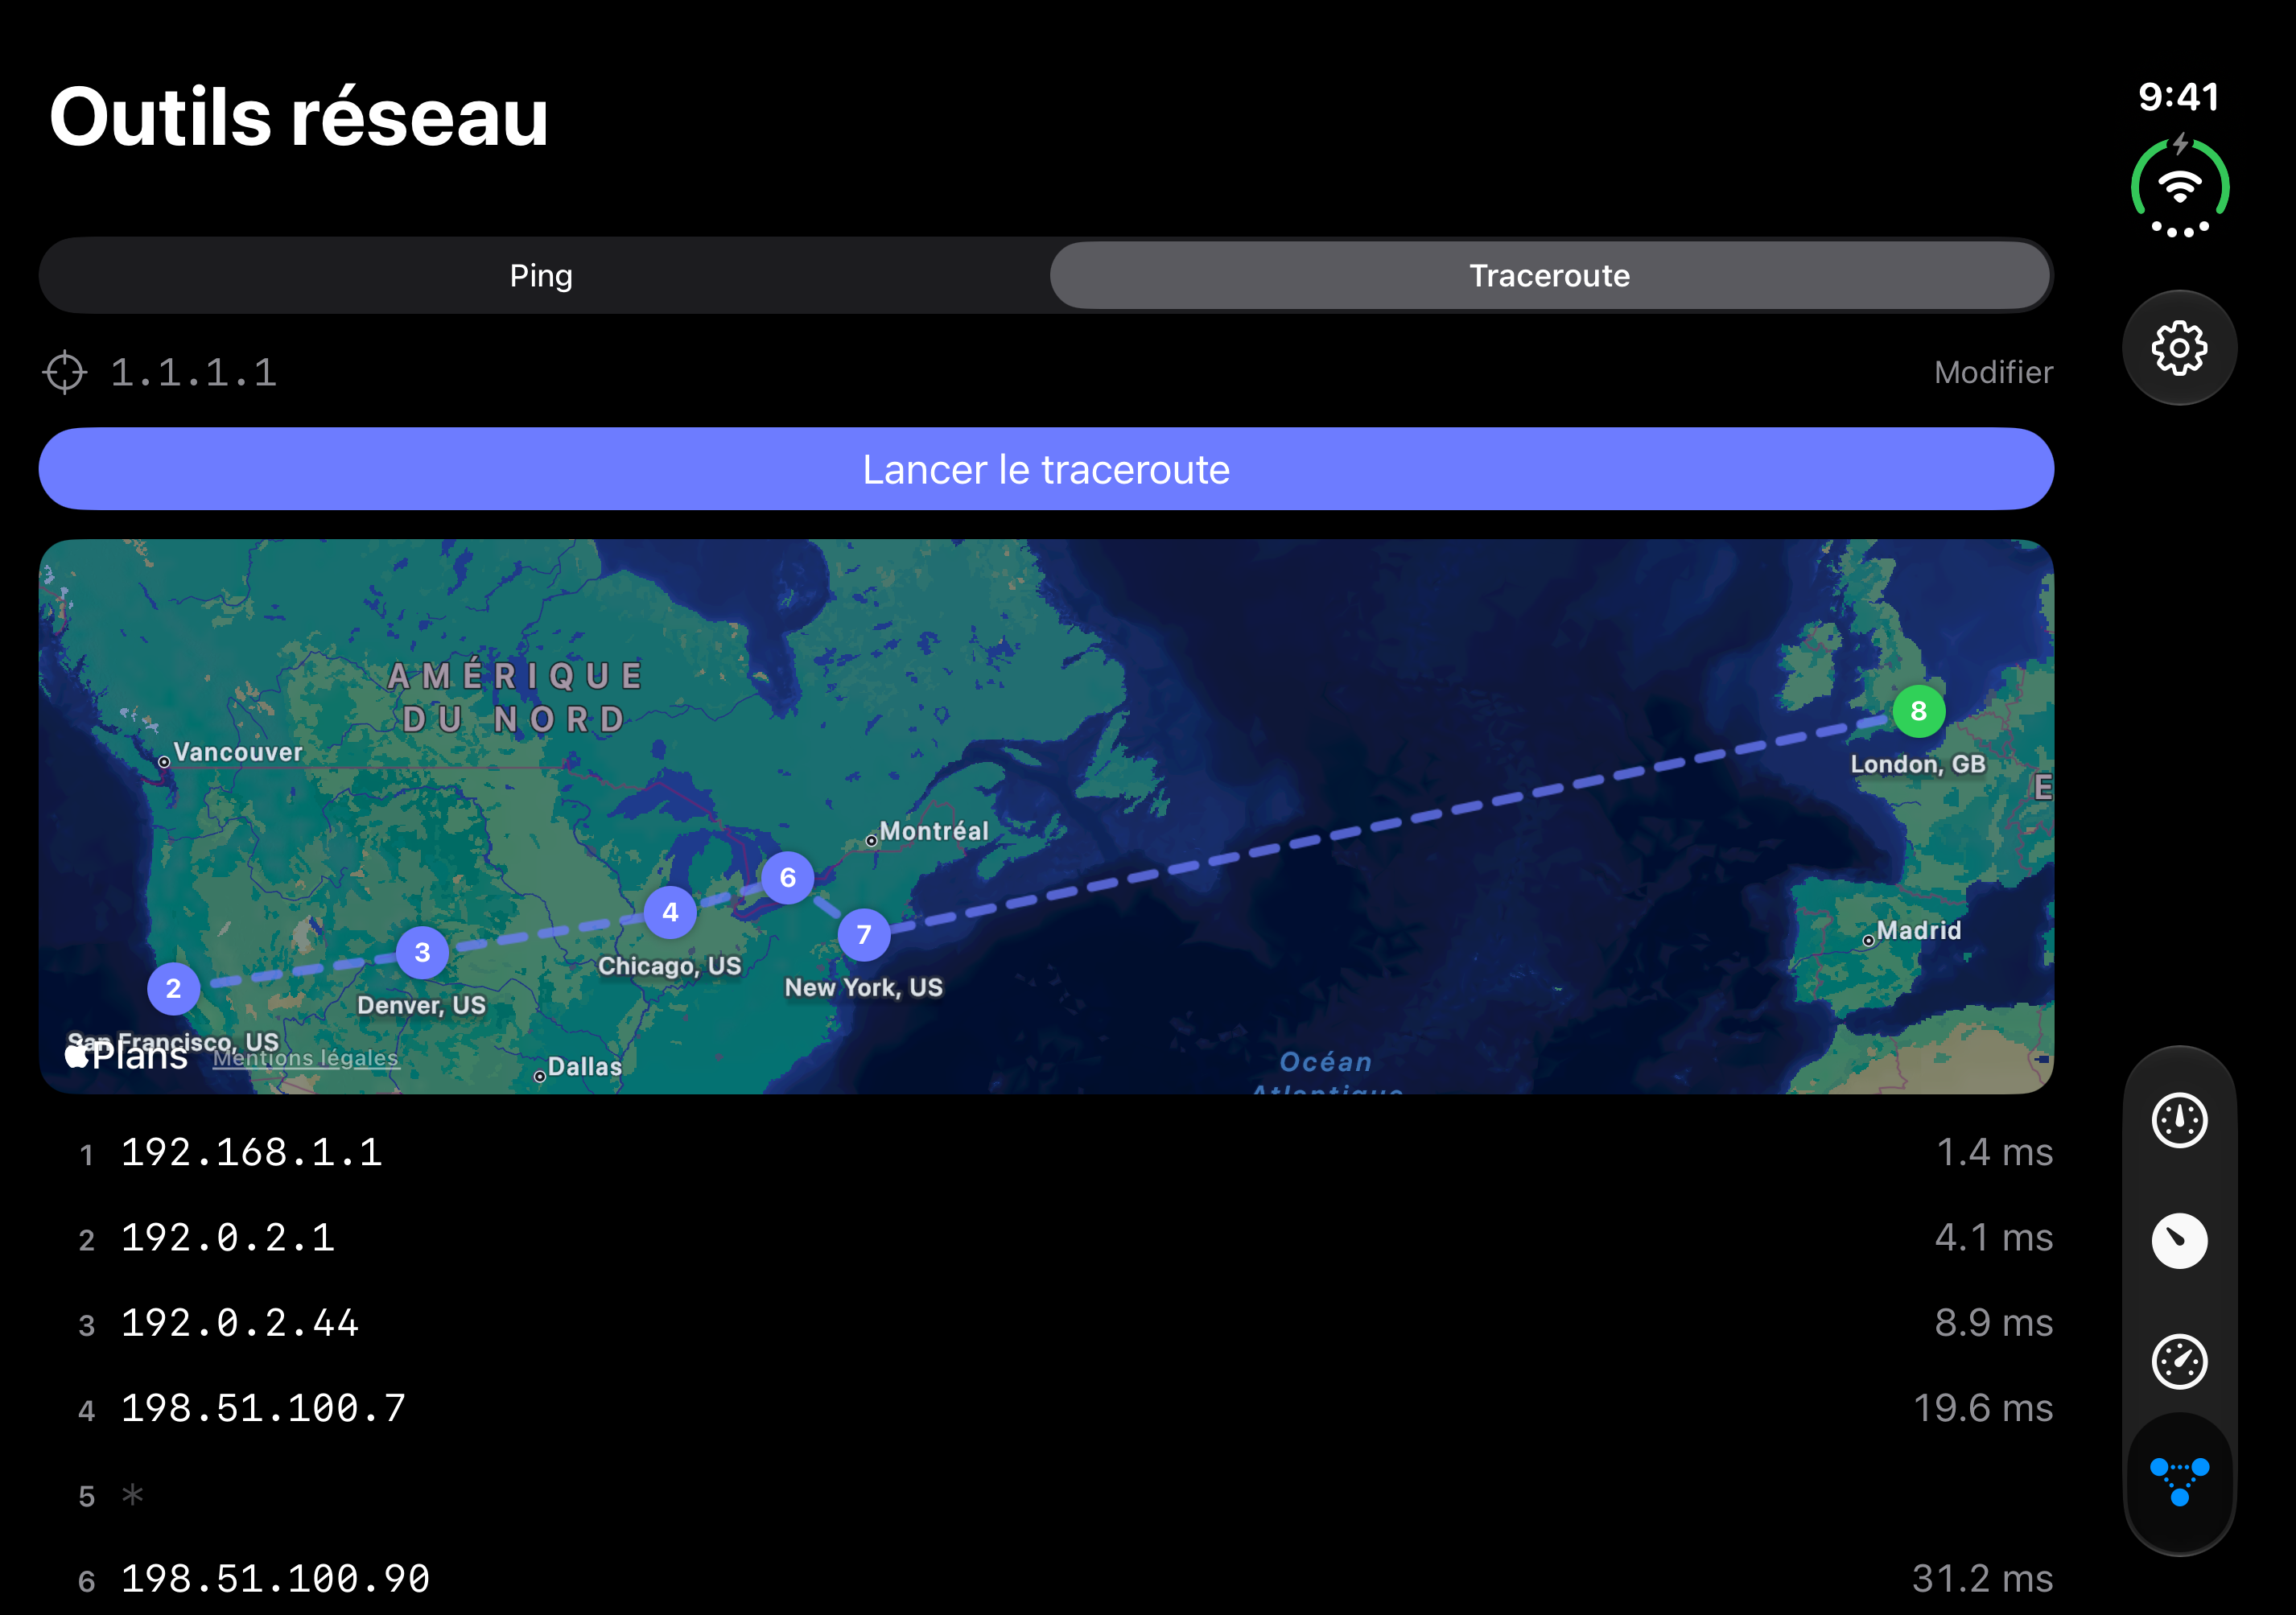 Outils réseau
9:41
Ping
Traceroute
1.1.1.1
Modifier
Lancer le traceroute
AMÉRIQUE
DU NORD
Vancouver
8
London, GB
E
Montréal
6
4
7
3
Madrid
Chicago, US
2
New York, US
Denver, US
San Francisco, US
Plans
Mentions légales
Dallas
Océan
Atlantique
1 192.168.1.1 1.4 ms
2 192.0.2.1 4.1 ms
3 192.0.2.44 8.9 ms
4 198.51.100.7 19.6 ms
5 *
6 198.51.100.90 31.2 ms